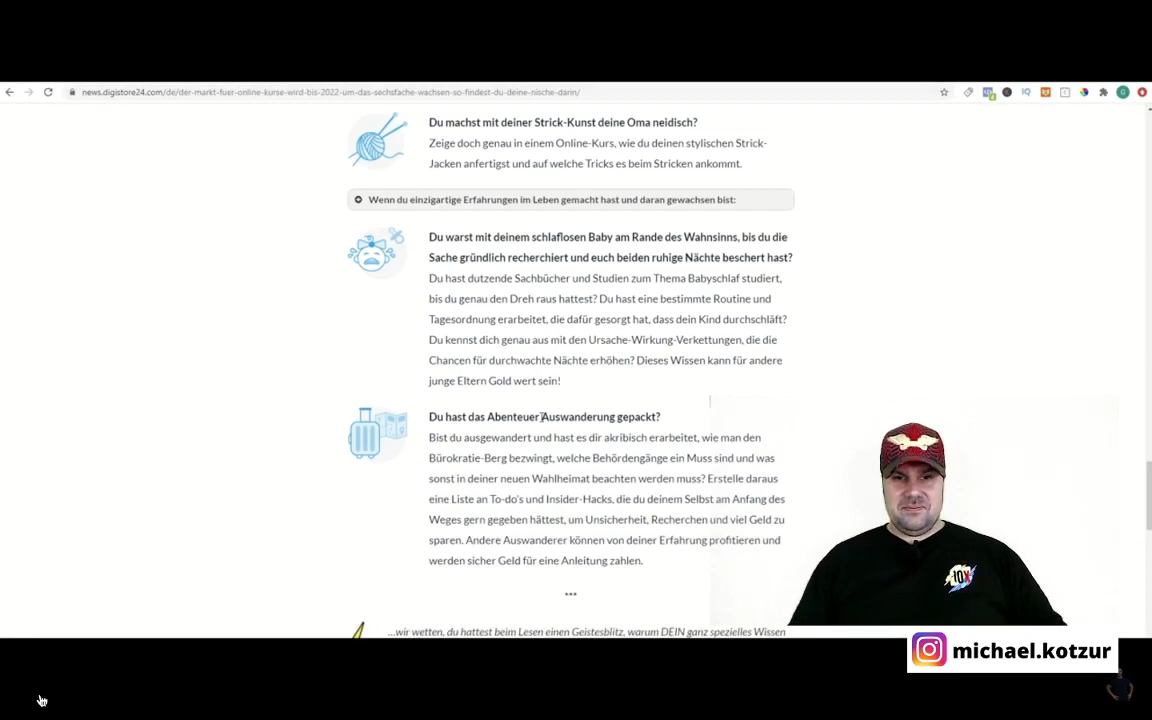 news.digistore24.com/de/der-markt-fuer-online-kurse-wird-bis-2022-um-das-sechsfache-wachsen-so-findest-du-deine-nische-darin/
Du machst mit deiner Strick-Kunst deine Oma neidisch?
Zeige doch genau in einem Online-Kurs, wie du deinen stylischen Strick-
Jacken anfertigst und auf welche Tricks es beim Stricken ankommt.
Wenn du einzigartige Erfahrungen im Leben gemacht hast und daran gewachsen bist:
Du warst mit deinem schlaflosen Baby am Rande des Wahnsinns, bis du die
Sache gründlich recherchiert und euch beiden ruhige Nächte beschert hast?
Du hast dutzende Sachbücher und Studien zum Thema Babyschlaf studiert,
bis du genau den Dreh raus hattest? Du hast eine bestimmte Routine und
Tagesordnung erarbeitet, die dafür gesorgt hat, dass dein Kind durchschläft?
Du kennst dich genau aus mit den Ursache-Wirkung-Verkettungen, die die
Chancen für durchwachte Nächte erhöhen? Dieses Wissen kann für andere
junge Eltern Gold wert sein!
Du hast das Abenteuer Auswanderung gepackt?
Bist du ausgewandert und hast es dir akribisch erarbeitet, wie man den
Bürokratie-Berg bezwingt, welche Behördengänge ein Muss sind und was
sonst in deiner neuen Wahlheimat beachten werden muss? Erstelle daraus
eine Liste an To-do's und Insider-Hacks, die du deinem Selbst am Anfang des
Weges gern gegeben hättest, um Unsicherheit, Recherchen und viel Geld zu
sparen. Andere Auswanderer können von deiner Erfahrung profitieren und
werden sicher Geld für eine Anleitung zahlen.
***
...wir wetten, du hattest beim Lesen einen Geistesblitz, warum DEIN ganz spezielles Wissen
10X
michael.kotzur